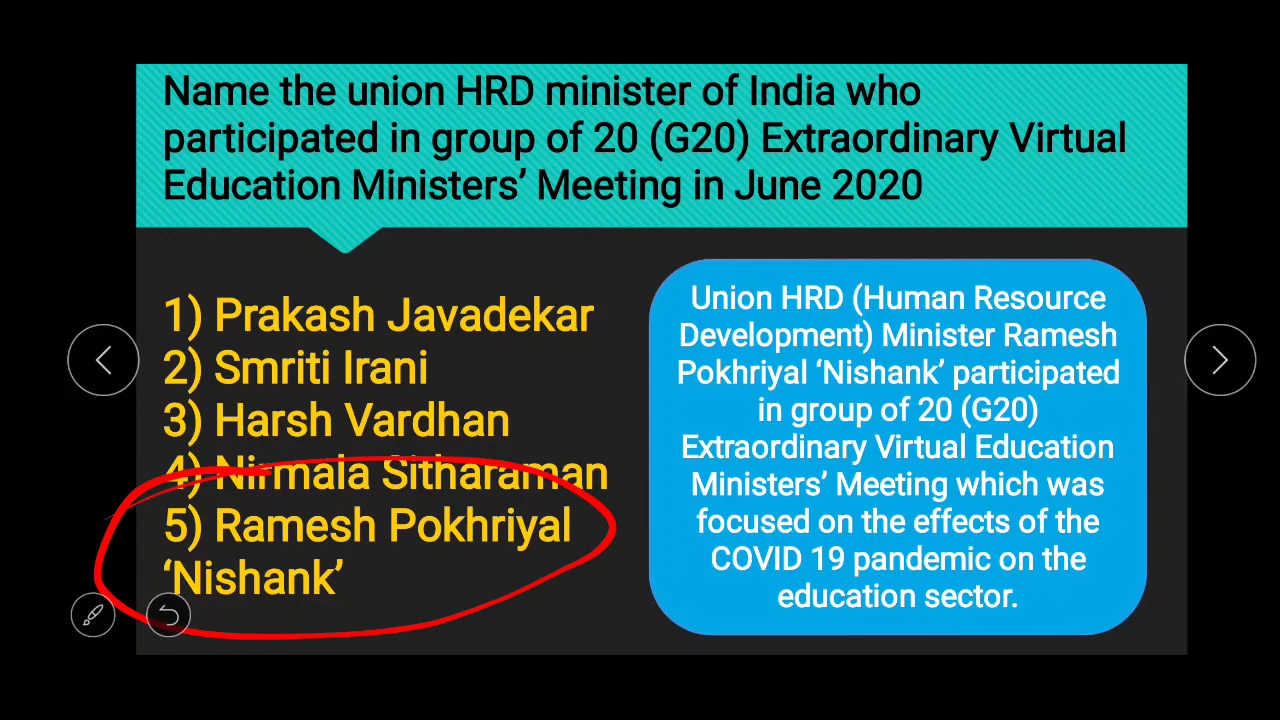 Name the union HRD minister of India who
participated in group of 20 (G20) Extraordinary Virtual
Education Ministers’ Meeting in June 2020
1) Prakash Javadekar
2) Smriti Irani
3) Harsh Vardhan
4) Nirmala Sitharaman
5) Ramesh Pokhriyal
‘Nishank’
Union HRD (Human Resource
Development) Minister Ramesh
Pokhriyal ‘Nishank’ participated
in group of 20 (G20)
Extraordinary Virtual Education
Ministers’ Meeting which was
focused on the effects of the
COVID 19 pandemic on the
education sector.